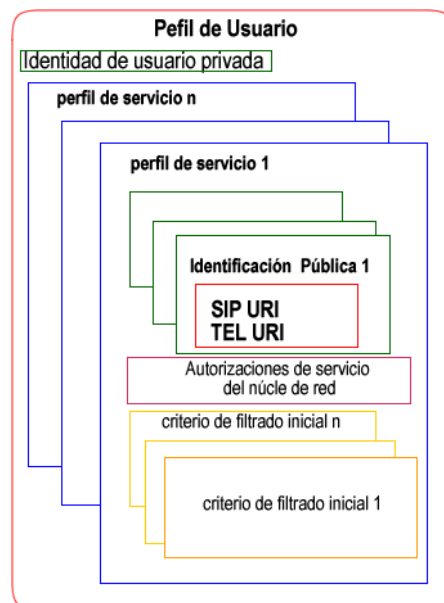 Pefil de Usuario
Identidad de usuario privada
perfil de servicio n
perfil de servicio 1
Identificación Pública 1
SIP URI
TEL URI
Autorizaciones de servicio
del núcle de red
criterio de filtrado inicial n
criterio de filtrado inicial 1